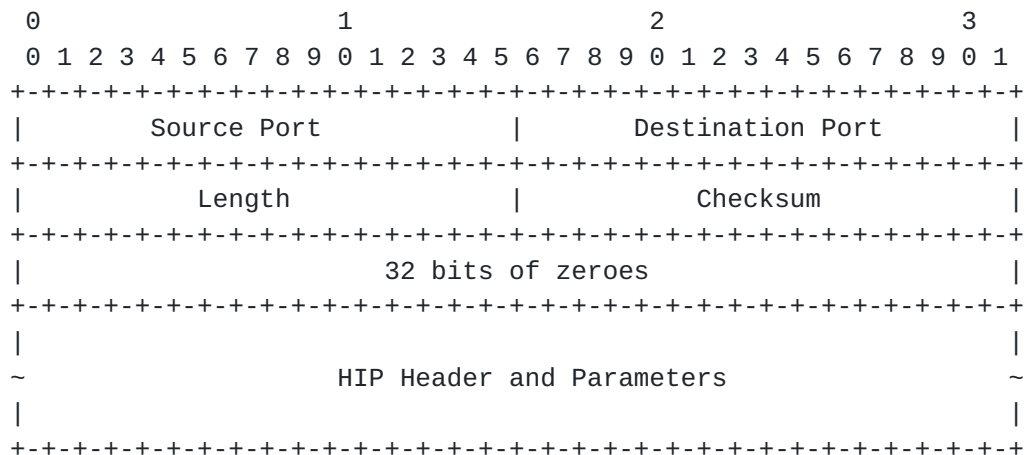 0                   1                   2                   3
 0 1 2 3 4 5 6 7 8 9 0 1 2 3 4 5 6 7 8 9 0 1 2 3 4 5 6 7 8 9 0 1
+-+-+-+-+-+-+-+-+-+-+-+-+-+-+-+-+-+-+-+-+-+-+-+-+-+-+-+-+-+-+-+-+
|        Source Port            |       Destination Port        |
+-+-+-+-+-+-+-+-+-+-+-+-+-+-+-+-+-+-+-+-+-+-+-+-+-+-+-+-+-+-+-+-+
|           Length              |           Checksum            |
+-+-+-+-+-+-+-+-+-+-+-+-+-+-+-+-+-+-+-+-+-+-+-+-+-+-+-+-+-+-+-+-+
|                       32 bits of zeroes                       |
+-+-+-+-+-+-+-+-+-+-+-+-+-+-+-+-+-+-+-+-+-+-+-+-+-+-+-+-+-+-+-+-+
|                                                               |
~                    HIP Header and Parameters                  ~
|                                                               |
+-+-+-+-+-+-+-+-+-+-+-+-+-+-+-+-+-+-+-+-+-+-+-+-+-+-+-+-+-+-+-+-+